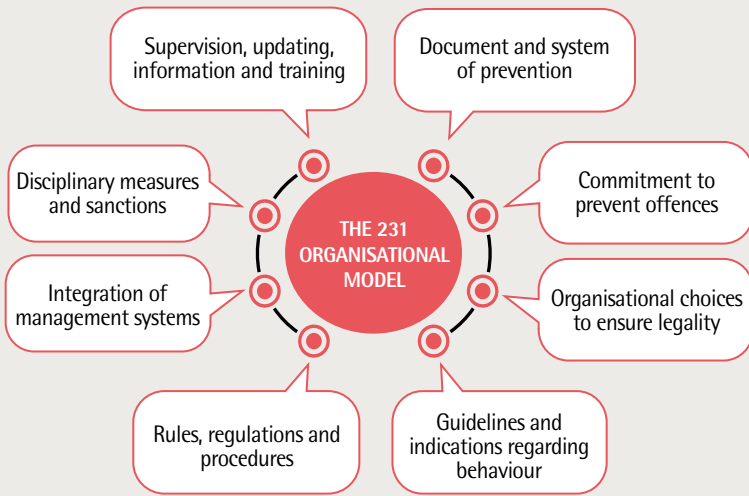 Supervision, updating,
information and training
Document and system
of prevention
Disciplinary measures
and sanctions
Commitment to
prevent offences
THE 231
ORGANISATIONAL
MODEL
Integration of
management systems
Organisational choices
to ensure legality
Rules, regulations and
procedures
Guidelines and
indications regarding
behaviour